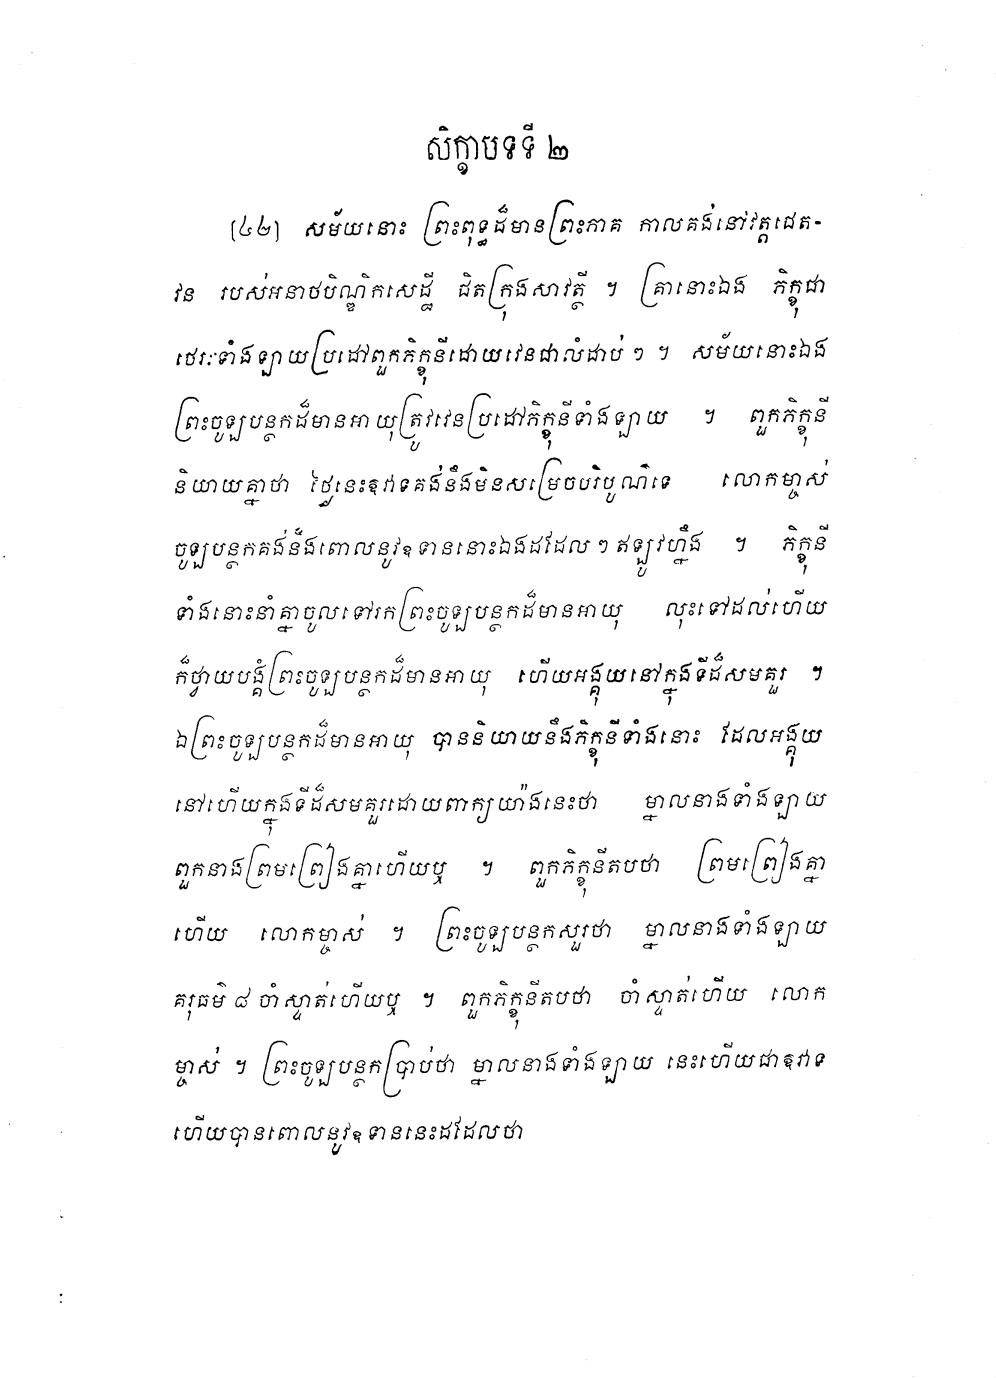 សិក្ខាបទទី ២
(៤២) សម័យនោះ ព្រះពុទ្ធដ៏មានព្រះភាគ កាលគង់នៅវត្តជេត-
វន របស់អនាថបិណ្ឌិកសេដ្ឋី ជិតក្រុងសាវត្ថី ។ គ្រានោះឯង ភិក្ខុជា
ថេរៈទាំងឡាយប្រដៅពួកភិក្ខុនីដោយវេនជាលំដាប់ ៗ ។ សម័យនោះឯង
ព្រះចូឡបន្ថកដ៏មានអាយុត្រូវវេនប្រដៅភិក្ខុនីទាំងឡាយ ។ ពួកភិក្ខុនី
និយាយគ្នាថា ថ្ងៃនេះឱវាទគង់នឹងមិនសម្រេចបរិបូណ៌ទេ លោកម្ចាស់
ចូឡបន្ថកគង់នឹងពោលនូវឧទាននោះឯងដដែល ៗ ឥឡូវហ្នឹង ។ ភិក្ខុនី
ទាំងនោះនាំគ្នាចូលទៅរកព្រះចូឡបន្ថកដ៏មានអាយុ លុះទៅដល់ហើយ
ក៏ថ្វាយបង្គំព្រះចូឡបន្ថកដ៏មានអាយុ ហើយអង្គុយនៅក្នុងទីដ៏សមគួរ ។
ឯព្រះចូឡបន្ថកដ៏មានអាយុ បាននិយាយនឹងភិក្ខុនីទាំងនោះ ដែលអង្គុយ
នៅហើយក្នុងទីដ៏សមគួរដោយពាក្យយ៉ាងនេះថា ម្នាលនាងទាំងឡាយ
ពួកនាងព្រមព្រៀងគ្នាហើយឬ ។ ពួកភិក្ខុនីតបថា ព្រមព្រៀងគ្នា
ហើយ លោកម្ចាស់ ។ ព្រះចូឡបន្ថកសួរថា ម្នាលនាងទាំងឡាយ
គរុធម៌ ៨ ចាំស្ទាត់ហើយឬ ។ ពួកភិក្ខុនីតបថា ចាំស្ទាត់ហើយ លោក
ម្ចាស់ ។ ព្រះចូឡបន្ថកប្រាប់ថា ម្នាលនាងទាំងឡាយ នេះហើយជាឱវាទ
ហើយបានពោលនូវឧទាននេះដដែលថា